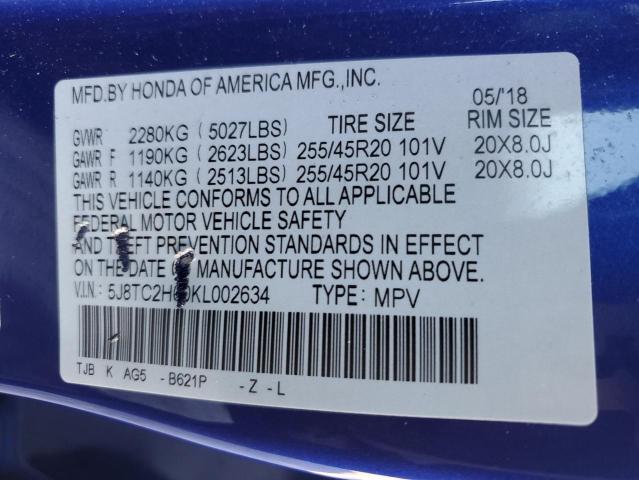 MFD.BY HONDA OF AMERICA MFG.,INC. 05/'18
GVWR 2280KG (5027LBS) TIRE SIZE RIM SIZE
GAWR F 1190KG (2623LBS) 255/45R20 101V 20X8.0J
GAWR R 1140KG (2513LBS) 255/45R20 101V 20X8.0J
THIS VEHICLE CONFORMS TO ALL APPLICABLE
FEDERAL MOTOR VEHICLE SAFETY
AND THEFT PREVENTION STANDARDS IN EFFECT
ON THE DATE OF MANUFACTURE SHOWN ABOVE.
V.I.N.: TYPE: MPV
TJB K AG5 - B621P - Z - L